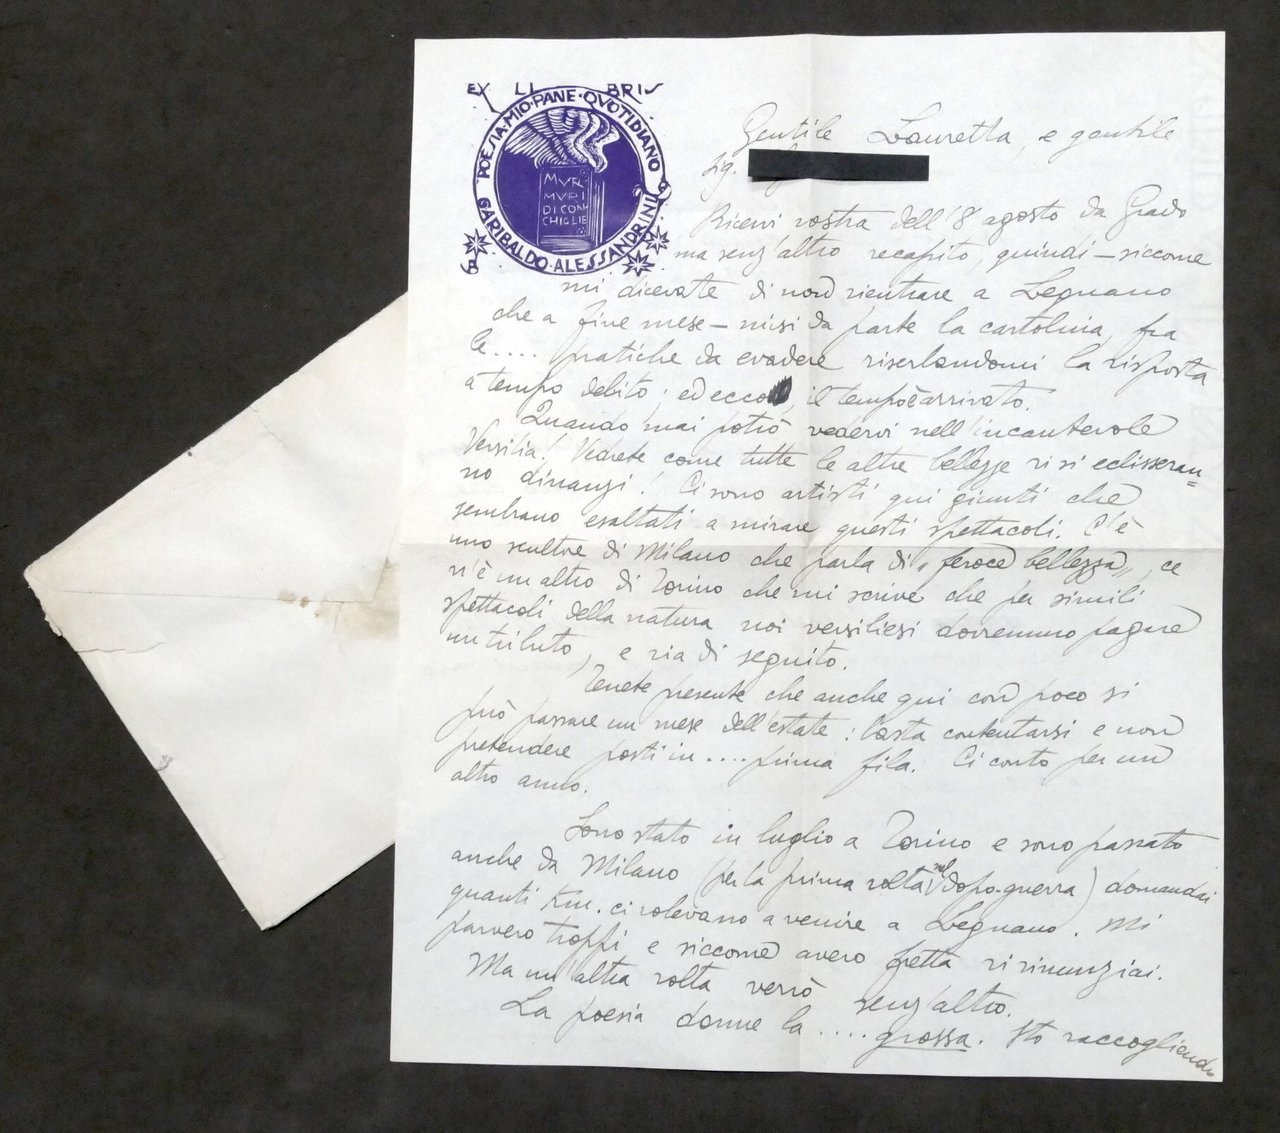 EX LIBRIS
POESIA·MIO·PANE·QVOTIDIANO
MVR
MVRI
DI CON
CHIGLIE
GARIBALDO·ALESSANDRINI
Gentile Lauretta, e gentile
Sig.
Ricevi vostra dell'8 agosto da Grado
ma senz'altro recapito, quindi – siccome
mi dicevate di non rientrare a Legnano
che a fine mese – misi da parte la cartolina, fra
le.... pratiche da evadere riserbandomi la risposta
a tempo debito; ed ecco, il tempo è arrivato.
Quando mai potrò vedervi nell'incantevole
Versilia! Vedrete come tutte le altre bellezze vi si eclisseran=
no dinanzi! Ci sono artisti qui giunti che
sembrano esaltati a mirare questi spettacoli. C'è
uno scultore di Milano che parla di „feroce bellezza„, ce
n'è un altro di Torino che mi scrive che per simili
spettacoli della natura noi versiliesi dovremmo pagare
un tributo, e via di seguito.
Tenete presente che anche qui con poco si
può passare un mese dell'estate: basta contentarsi e non
pretendere posti in....prima fila. Ci conto per un
altro anno.
Sono stato in luglio a Torino e sono passato
anche da Milano (per la prima volta nel dopo-guerra) domandai
quanti Km. ci volevano a venire a Legnano. Mi
parvero troppi e siccome avevo fretta vi rinunziai.
Ma un'altra volta verrò senz'altro.
La poesia dorme la ....grossa. Sto raccogliendo